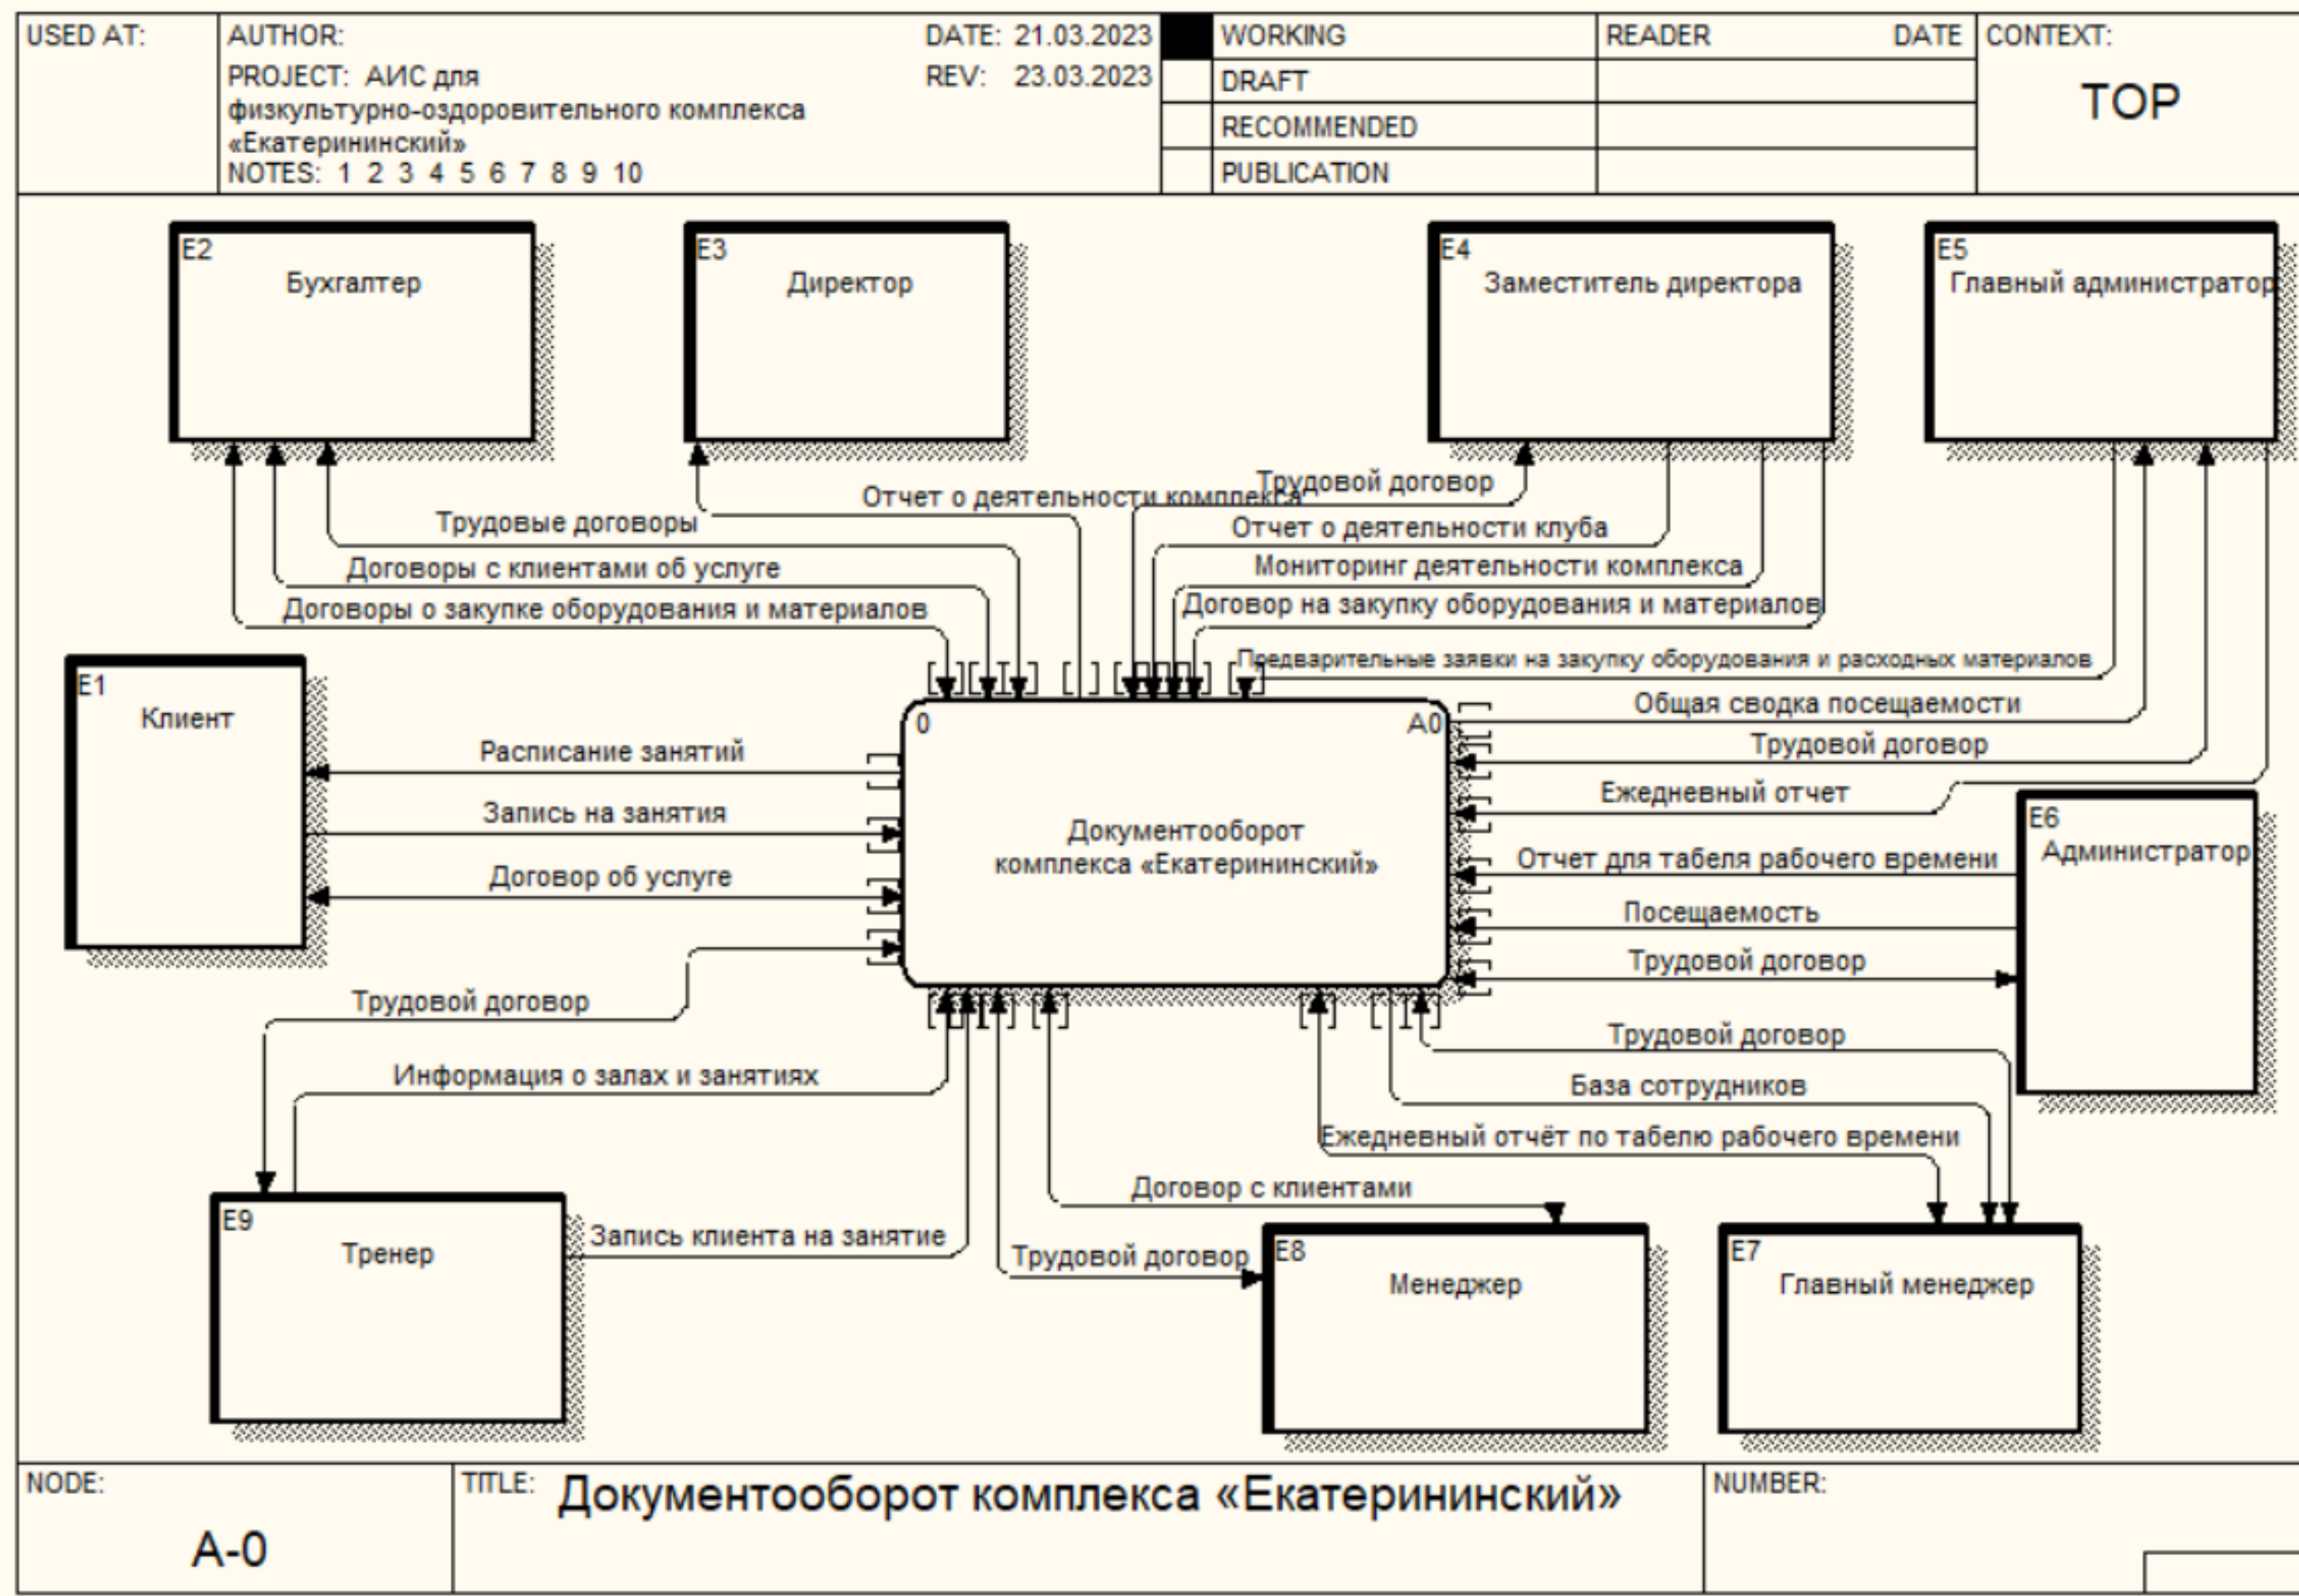 USED AT:
AUTHOR:
DATE: 21.03.2023
PROJECT: АИС для
REV: 23.03.2023
физкультурно-оздоровительного комплекса
«Екатерининский»
NOTES: 1 2 3 4 5 6 7 8 9 10
WORKING
DRAFT
RECOMMENDED
PUBLICATION
READER
DATE
CONTEXT:
TOP
E2
Бухгалтер
E3
Директор
E4
Заместитель директора
E5
Главный администратор
Трудовой договор
Отчет о деятельности комплекса
Трудовые договоры
Отчет о деятельности клуба
Договоры с клиентами об услуге
Мониторинг деятельности комплекса
Договоры о закупке оборудования и материалов
Договор на закупку оборудования и материалов
Предварительные заявки на закупку оборудования и расходных материалов
E1
Клиент
0
A0
Документооборот
комплекса «Екатерининский»
Общая сводка посещаемости
Трудовой договор
Расписание занятий
Ежедневный отчет
Запись на занятия
E6
Администратор
Отчет для табеля рабочего времени
Договор об услуге
Посещаемость
Трудовой договор
Трудовой договор
Трудовой договор
Информация о залах и занятиях
База сотрудников
Ежедневный отчёт по табелю рабочего времени
Договор с клиентами
E9
Тренер
Запись клиента на занятие
Трудовой договор
E8
Менеджер
E7
Главный менеджер
NODE:
A-0
TITLE: Документооборот комплекса «Екатерининский»
NUMBER: